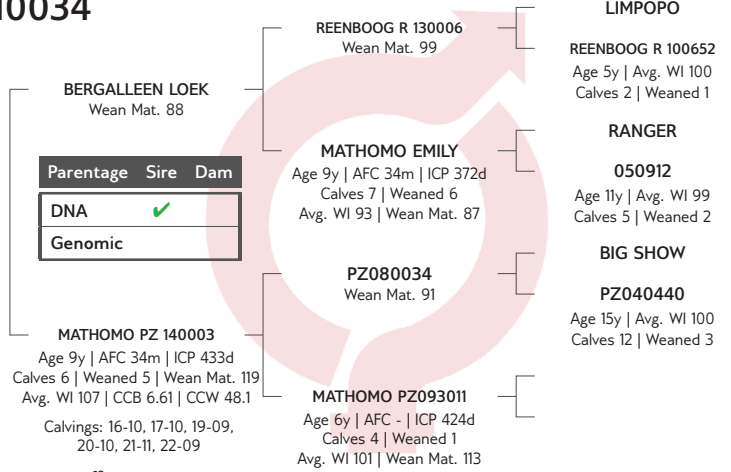 10034
BERGALLEEN LOEK
Wean Mat. 88
Parentage Sire Dam
DNA ✔
Genomic
MATHOMO PZ 140003
Age 9y | AFC 34m | ICP 433d
Calves 6 | Weaned 5 | Wean Mat. 119
Avg. WI 107 | CCB 6.61 | CCW 48.1
Calvings: 16-10, 17-10, 19-09,
20-10, 21-11, 22-09
REENBOOG R 130006
Wean Mat. 99
MATHOMO EMILY
Age 9y | AFC 34m | ICP 372d
Calves 7 | Weaned 6
Avg. WI 93 | Wean Mat. 87
PZ080034
Wean Mat. 91
MATHOMO PZ093011
Age 6y | AFC - | ICP 424d
Calves 4 | Weaned 1
Avg. WI 101 | Wean Mat. 113
LIMPOPO
REENBOOG R 100652
Age 5y | Avg. WI 100
Calves 2 | Weaned 1
RANGER
050912
Age 11y | Avg. WI 99
Calves 5 | Weaned 2
BIG SHOW
PZ040440
Age 15y | Avg. WI 100
Calves 12 | Weaned 3